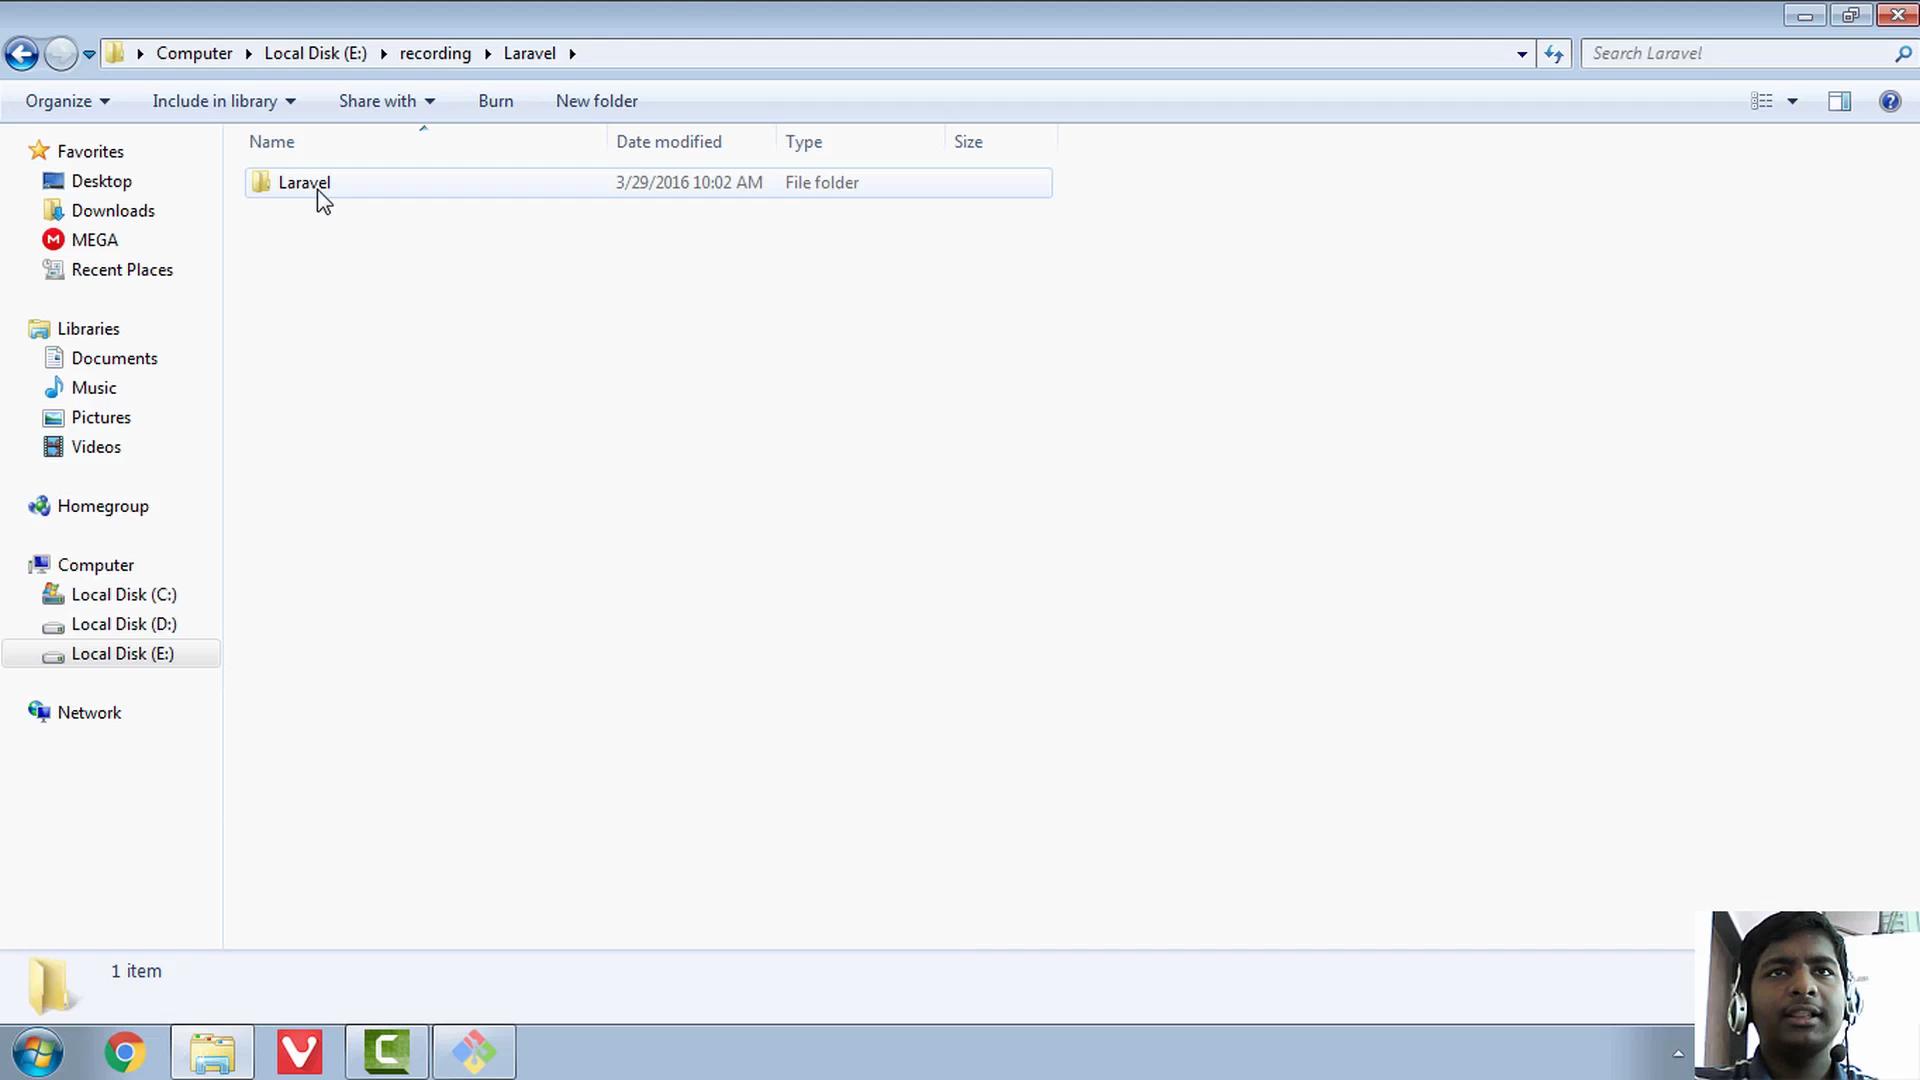 Computer Local Disk (E:) recording Laravel
Search Laravel
Organize Include in library Share with Burn New folder
Name Date modified Type Size
Laravel 3/29/2016 10:02 AM File folder
Favorites
Desktop
Downloads
MEGA
Recent Places
Libraries
Documents
Music
Pictures
Videos
Homegroup
Computer
Local Disk (C:)
Local Disk (D:)
Local Disk (E:)
Network
1 item